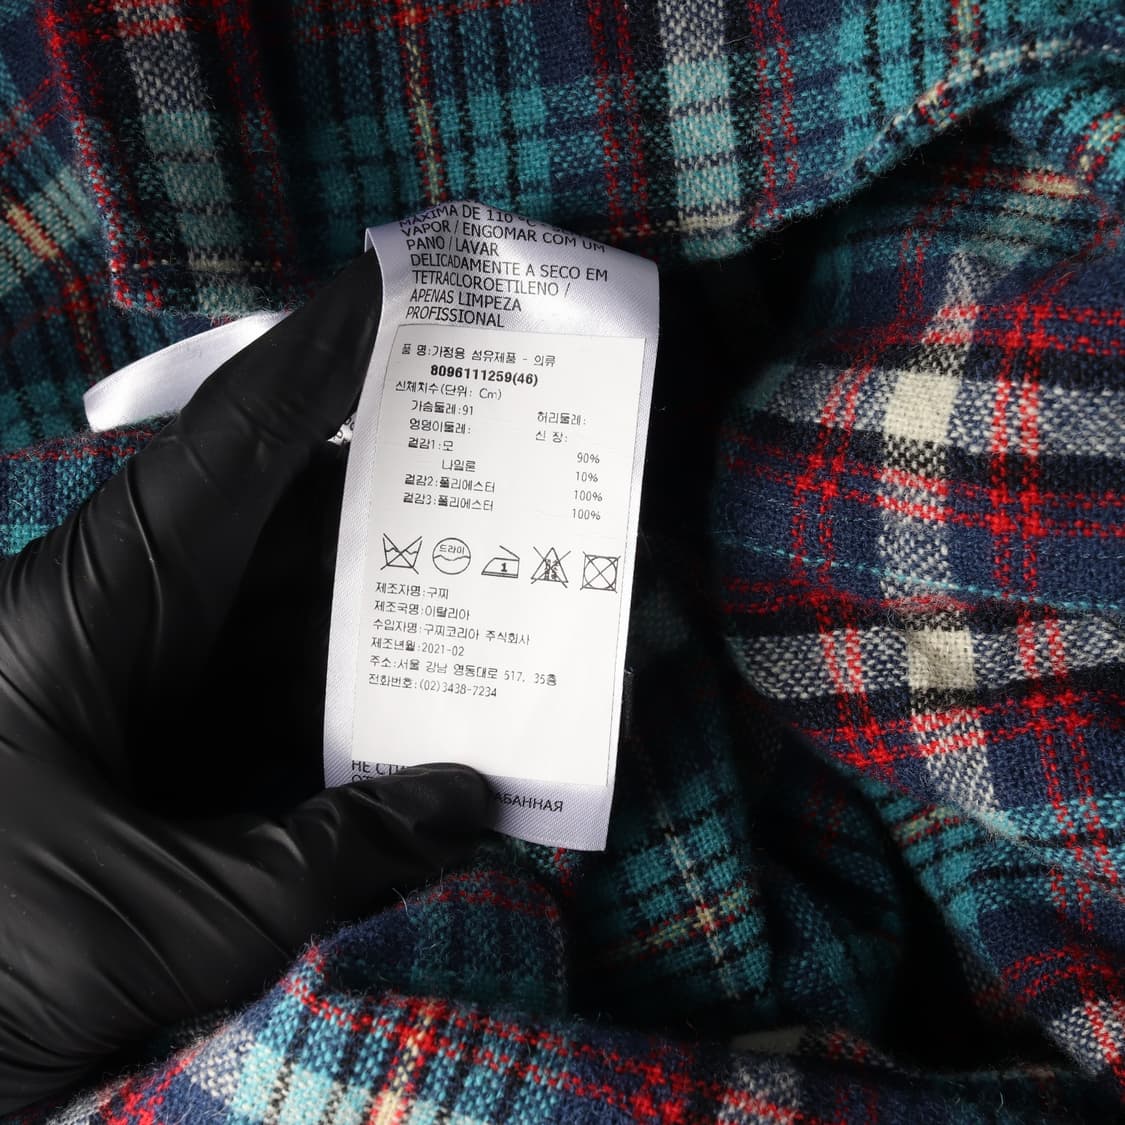 MÁXIMA DE 110
VAPOR / ENGOMAR COM UM
PANO / LAVAR
DELICADAMENTE A SECO EM
TETRACLOROETILENO /
APENAS LIMPEZA
PROFISSIONAL
품 명:가정용 섬유제품 - 의류
8096111259(46)
신체치수(단위: Cm)
가슴둘레:91 허리둘레:
엉덩이둘레: 신 장:
겉감1:모 90%
나일론 10%
겉감2:폴리에스터 100%
겉감3:폴리에스터 100%
드라이 1
제조자명:구찌
제조국명:이탈리아
수입자명:구찌코리아 주식회사
제조년월:2021-02
주소:서울 강남 영동대로 517, 35층
전화번호:(02)3438-7234
НЕ